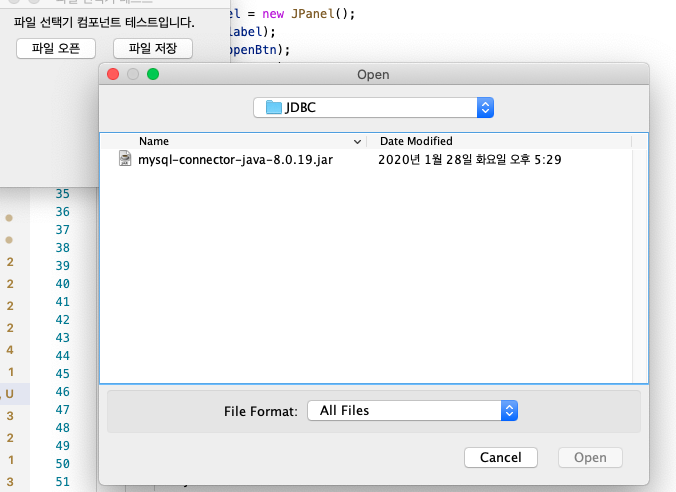 파일 선택기 컴포넌트 테스트입니다.
파일 오픈 파일 저장
el = new JPanel();
label);
openBtn);
Open
JDBC
Name Date Modified
mysql-connector-java-8.0.19.jar 2020년 1월 28일 화요일 오후 5:29
File Format: All Files
Cancel Open
35
36
37
2 38
2 39
2 40
2 41
2 42
4 43
1 44
45
U 46
3 47
2 48
49
1 50
3 51